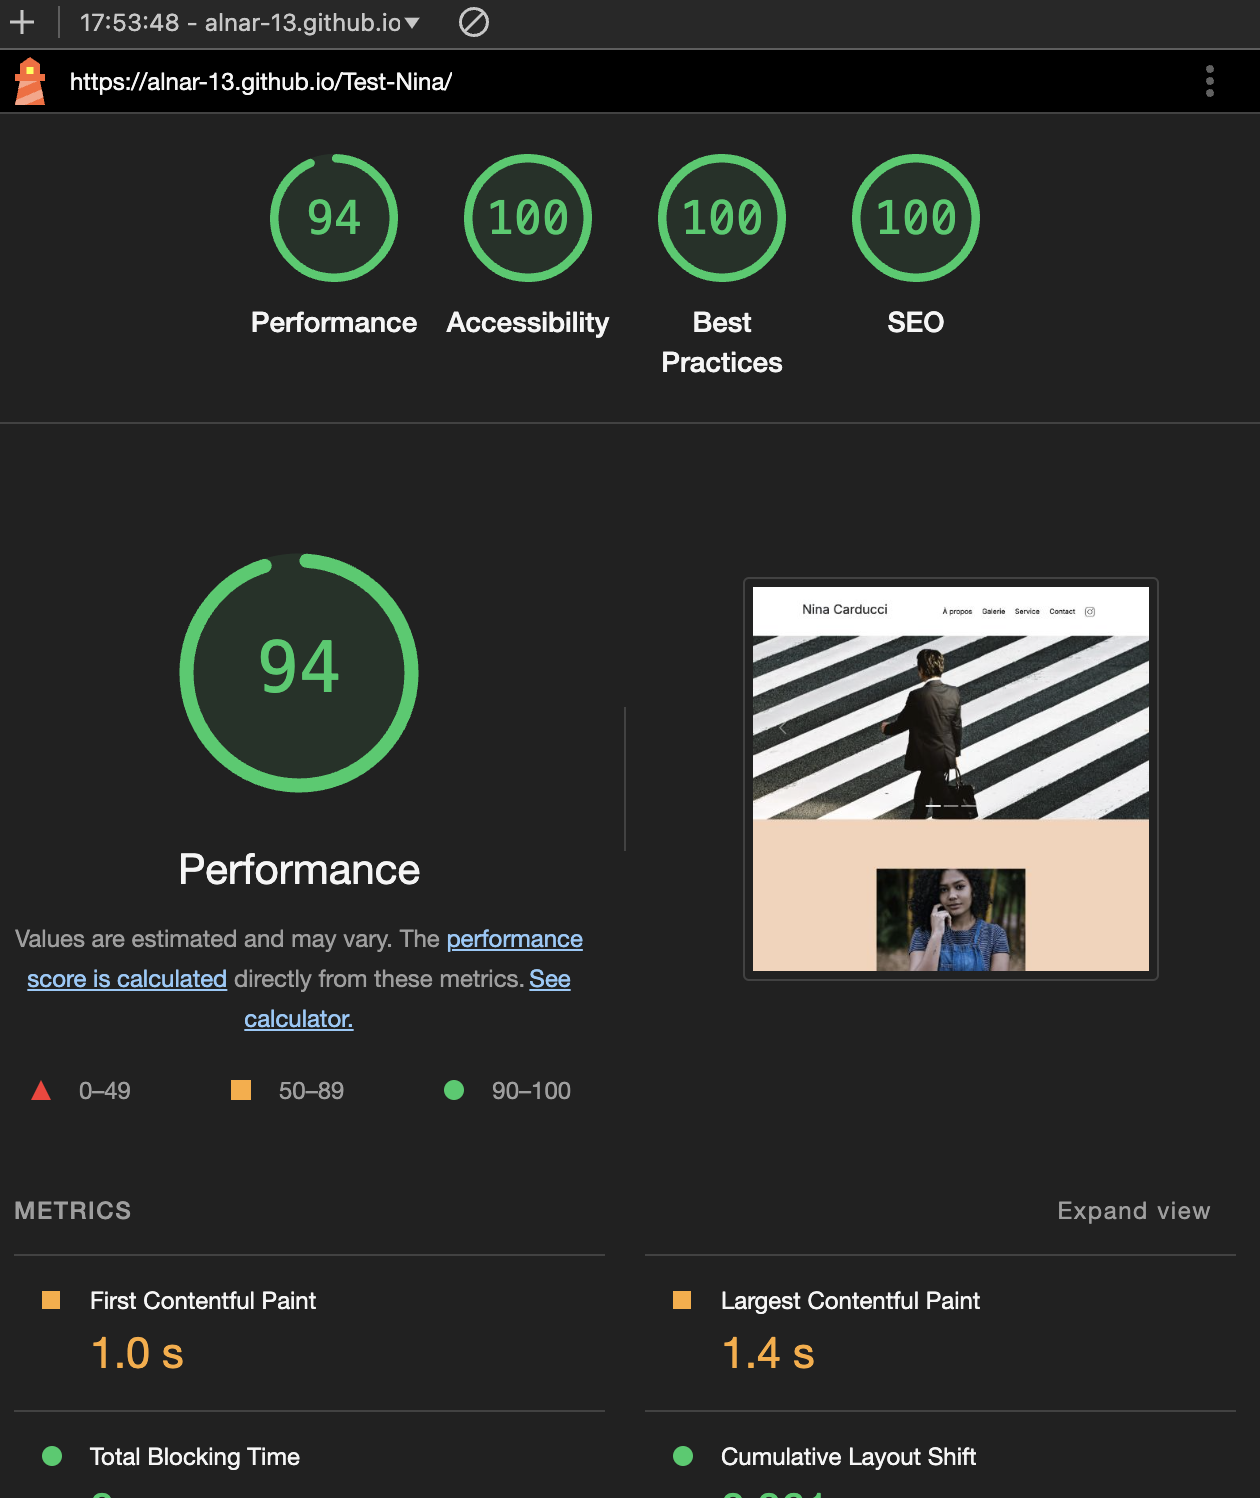 17:53:48 - alnar-13.github.io
https://alnar-13.github.io/Test-Nina/
94
100
100
100
Performance
Accessibility
Best
Practices
SEO
94
Performance
Values are estimated and may vary. The performance
score is calculated directly from these metrics. See
calculator.
0–49
50–89
90–100
Nina Carducci
À propos
Galerie
Service
Contact
METRICS
Expand view
First Contentful Paint
1.0 s
Largest Contentful Paint
1.4 s
Total Blocking Time
Cumulative Layout Shift